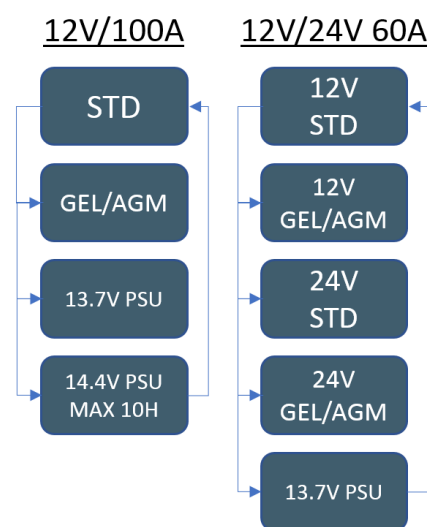 12V/100A
STD
GEL/AGM
13.7V PSU
14.4V PSU
MAX 10H
12V/24V 60A
12V
STD
12V
GEL/AGM
24V
STD
24V
GEL/AGM
13.7V PSU